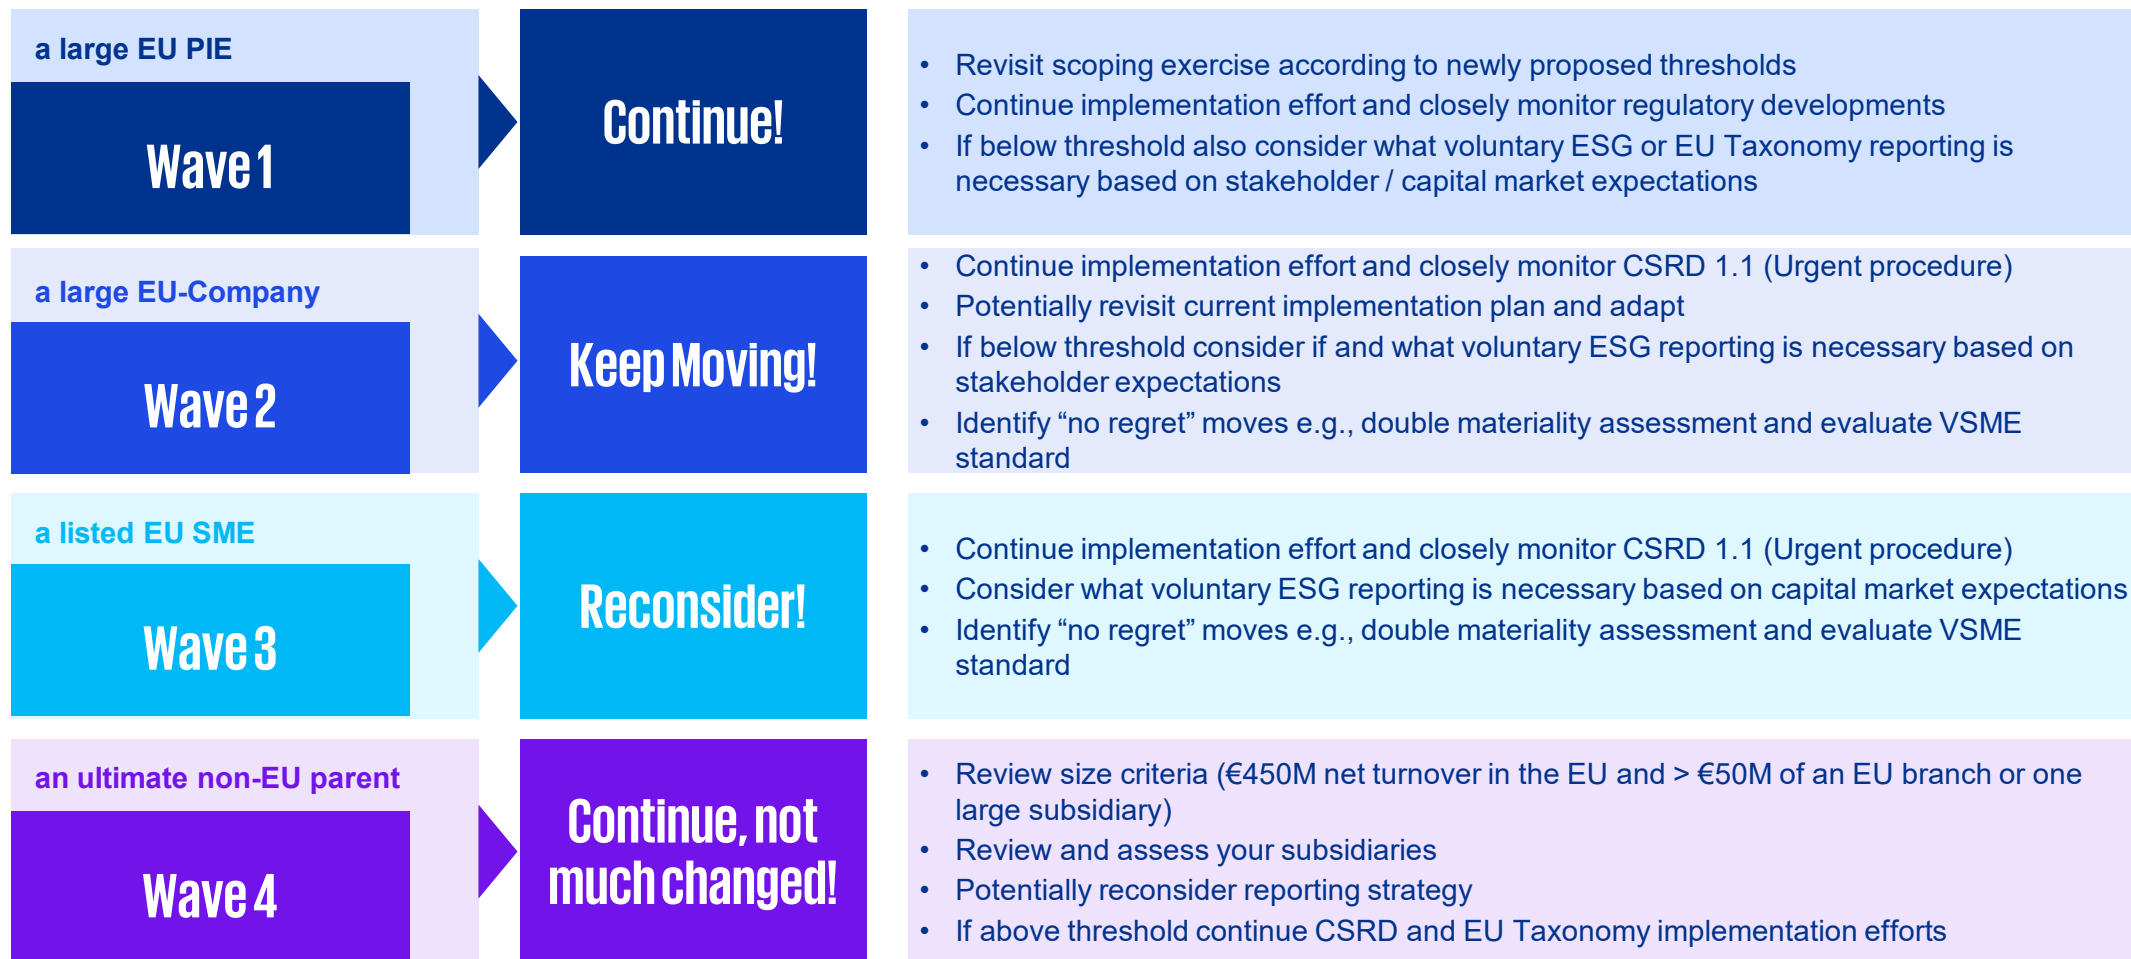 a large EU PIE
Wave 1
Continue!
• Revisit scoping exercise according to newly proposed thresholds
• Continue implementation effort and closely monitor regulatory developments
• If below threshold also consider what voluntary ESG or EU Taxonomy reporting is
necessary based on stakeholder / capital market expectations
a large EU-Company
Wave 2
Keep Moving!
• Continue implementation effort and closely monitor CSRD 1.1 (Urgent procedure)
• Potentially revisit current implementation plan and adapt
• If below threshold consider if and what voluntary ESG reporting is necessary based on
stakeholder expectations
• Identify “no regret” moves e.g., double materiality assessment and evaluate VSME
standard
a listed EU SME
Wave 3
Reconsider!
• Continue implementation effort and closely monitor CSRD 1.1 (Urgent procedure)
• Consider what voluntary ESG reporting is necessary based on capital market expectations
• Identify “no regret” moves e.g., double materiality assessment and evaluate VSME
standard
an ultimate non-EU parent
Wave 4
Continue, not
much changed!
• Review size criteria (€450M net turnover in the EU and > €50M of an EU branch or one
large subsidiary)
• Review and assess your subsidiaries
• Potentially reconsider reporting strategy
• If above threshold continue CSRD and EU Taxonomy implementation efforts